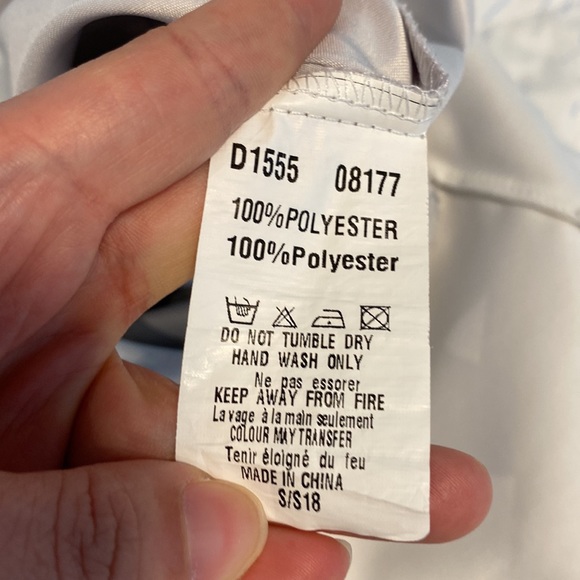 D1555 08177
100%POLYESTER
100%Polyester
DO NOT TUMBLE DRY
HAND WASH ONLY
Ne pas essorer
KEEP AWAY FROM FIRE
Lavage à la main seulement
COLOUR MAY TRANSFER
Tenir éloigné du feu
MADE IN CHINA
S/S18